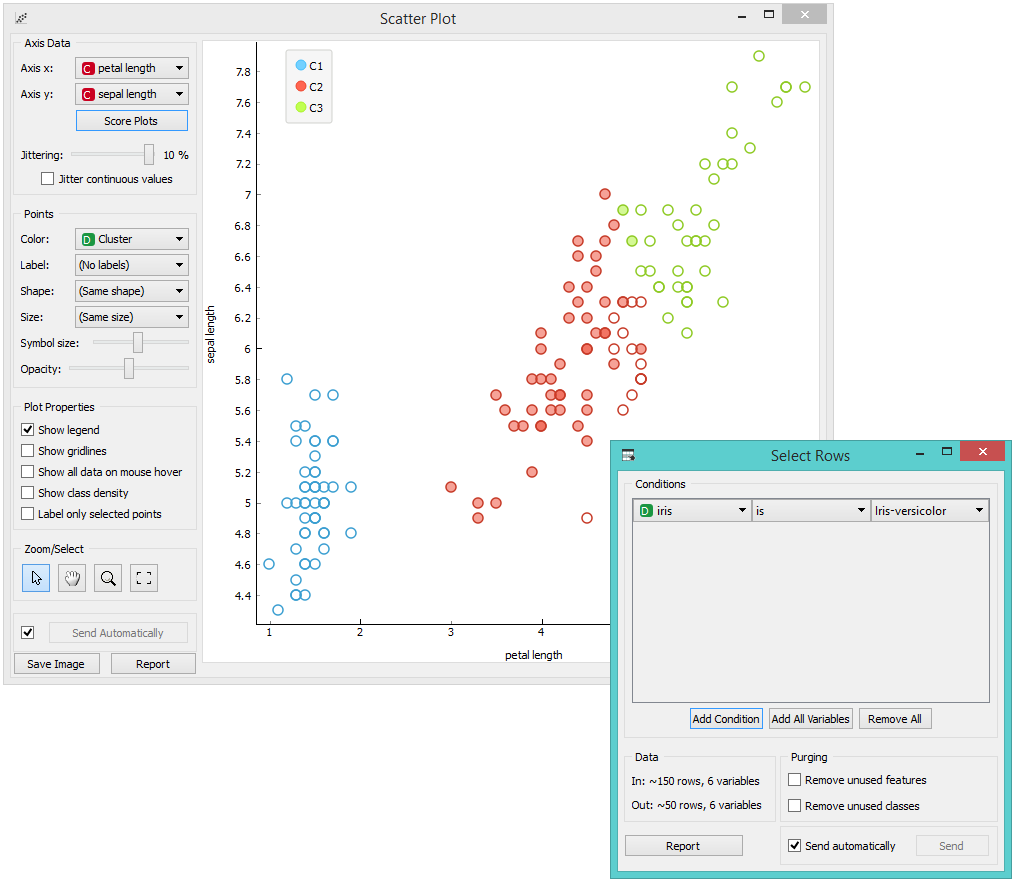 Scatter Plot
Axis Data
Axis x: C petal length
Axis y: C sepal length
Score Plots
Jittering: 10 %
Jitter continuous values
Points
Color: D Cluster
Label: (No labels)
Shape: (Same shape)
Size: (Same size)
Symbol size:
Opacity:
Plot Properties
Show legend
Show gridlines
Show all data on mouse hover
Show class density
Label only selected points
Zoom/Select
Send Automatically
Save Image Report
C1
C2
C3
7.8
7.6
7.4
7.2
7
6.8
6.6
6.4
6.2
6
5.8
5.6
5.4
5.2
5
4.8
4.6
4.4
sepal length
1 2 3 4
petal length
Select Rows
Conditions
D iris is Iris-versicolor
Add Condition Add All Variables Remove All
Data
In: ~150 rows, 6 variables
Out: ~50 rows, 6 variables
Purging
Remove unused features
Remove unused classes
Report
Send automatically Send